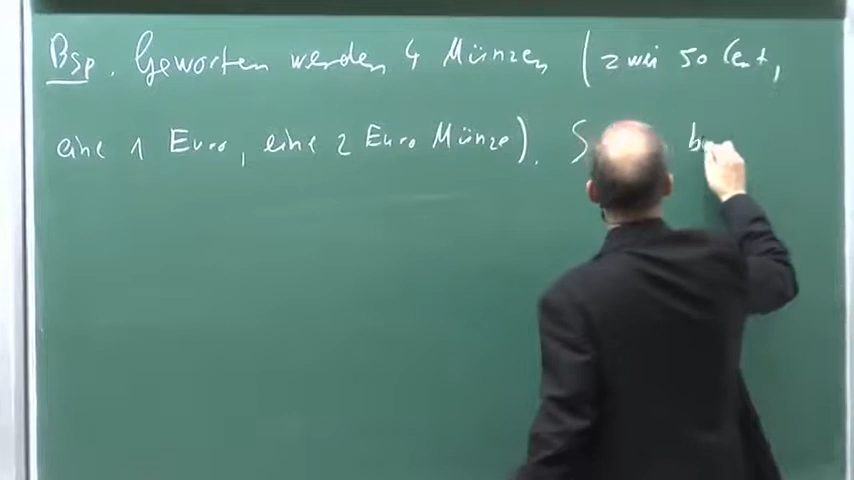 Bsp. Geworfen werden 4 Münzen (zwei 50 Cent,
eine 1 Euro, eine 2 Euro Münze).